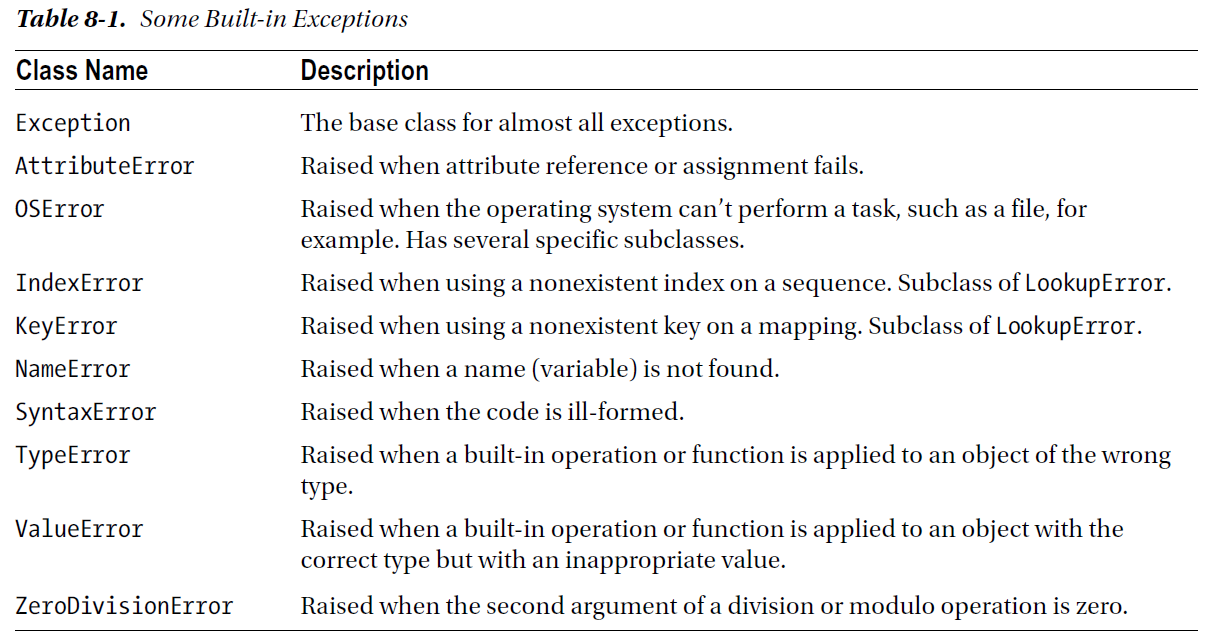 Table 8-1. Some Built-in Exceptions
Class Name Description
Exception The base class for almost all exceptions.
AttributeError Raised when attribute reference or assignment fails.
OSError Raised when the operating system can’t perform a task, such as a file, for
example. Has several specific subclasses.
IndexError Raised when using a nonexistent index on a sequence. Subclass of LookupError.
KeyError Raised when using a nonexistent key on a mapping. Subclass of LookupError.
NameError Raised when a name (variable) is not found.
SyntaxError Raised when the code is ill-formed.
TypeError Raised when a built-in operation or function is applied to an object of the wrong
type.
ValueError Raised when a built-in operation or function is applied to an object with the
correct type but with an inappropriate value.
ZeroDivisionError Raised when the second argument of a division or modulo operation is zero.